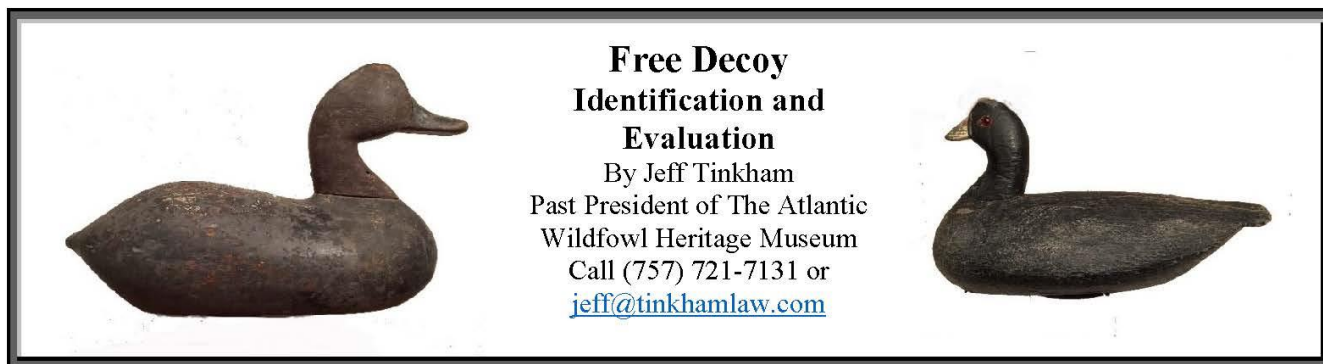 Free Decoy
Identification and
Evaluation
By Jeff Tinkham
Past President of The Atlantic
Wildfowl Heritage Museum
Call (757) 721-7131 or
jeff@tinkhamlaw.com